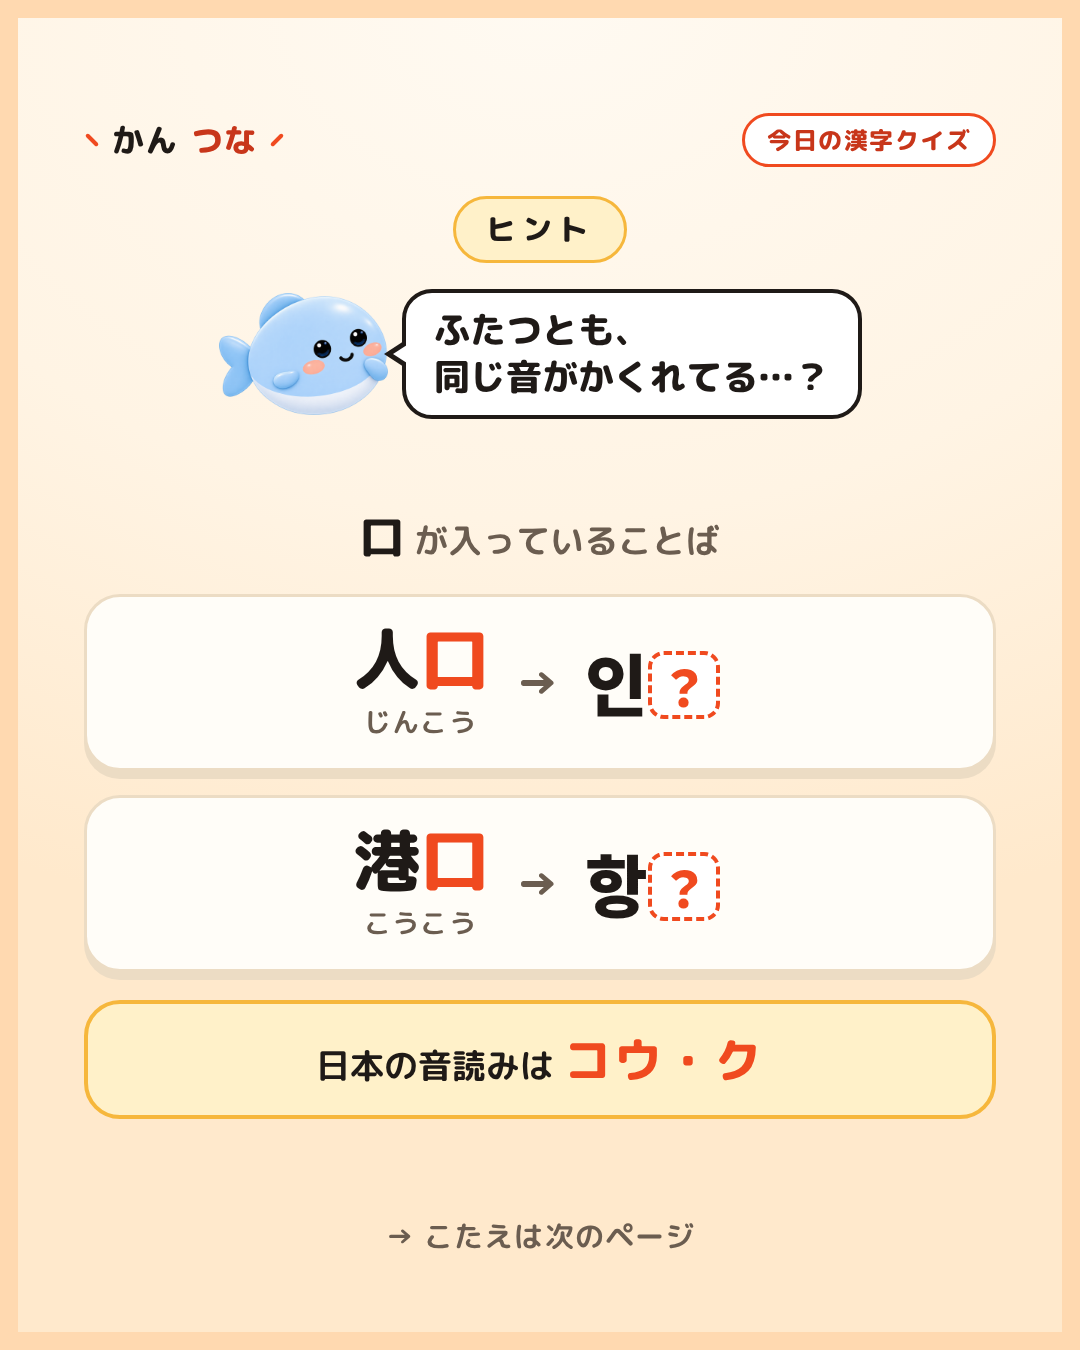 かん つな
今日の漢字クイズ
ヒント
ふたつとも、
同じ音がかくれてる…？
口 が入っていることば
人口 → 인？
じんこう
港口 → 항？
こうこう
日本の音読みは コウ・ク
→ こたえは次のページ